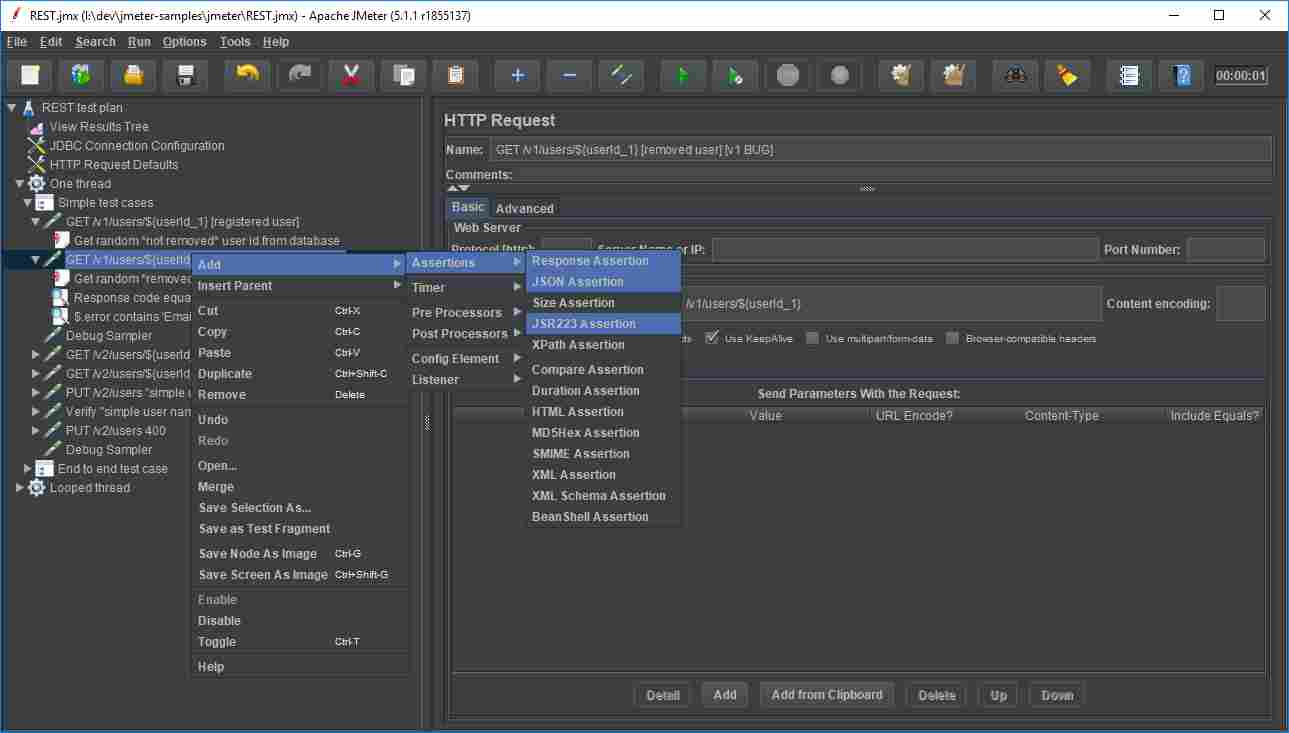 REST.jmx (I:\dev\jmeter-samples\jmeter\REST.jmx) - Apache JMeter (5.1.1 r1855137)
File Edit Search Run Options Tools Help
00:00:01
REST test plan
View Results Tree
JDBC Connection Configuration
HTTP Request Defaults
One thread
Simple test cases
GET /v1/users/${userId_1} [registered user]
Get random "not removed" user id from database
GET /v1/users/${userId
Get random "removed
Response code equa
$.error contains 'Emai
Debug Sampler
GET /v2/users/${userId
GET /v2/users/${userId
PUT /v2/users "simple u
Verify "simple user nam
PUT /v2/users 400
Debug Sampler
End to end test case
Looped thread
Add
Insert Parent
Cut Ctrl-X
Copy Ctrl-C
Paste Ctrl-V
Duplicate Ctrl+Shift-C
Remove Delete
Undo
Redo
Open...
Merge
Save Selection As...
Save as Test Fragment
Save Node As Image Ctrl-G
Save Screen As Image Ctrl+Shift-G
Enable
Disable
Toggle Ctrl-T
Help
Assertions
Timer
Pre Processors
Post Processors
Config Element
Listener
Response Assertion
JSON Assertion
Size Assertion
JSR223 Assertion
XPath Assertion
Compare Assertion
Duration Assertion
HTML Assertion
MD5Hex Assertion
SMIME Assertion
XML Assertion
XML Schema Assertion
BeanShell Assertion
HTTP Request
Name: GET /v1/users/${userId_1} [removed user] [v1 BUG]
Comments:
Basic Advanced
Web Server
Protocol [http]: Server Name or IP: Port Number:
/v1/users/${userId_1} Content encoding:
cts Use KeepAlive Use multipart/form-data Browser-compatible headers
Send Parameters With the Request:
Value URL Encode? Content-Type Include Equals?
Detail Add Add from Clipboard Delete Up Down